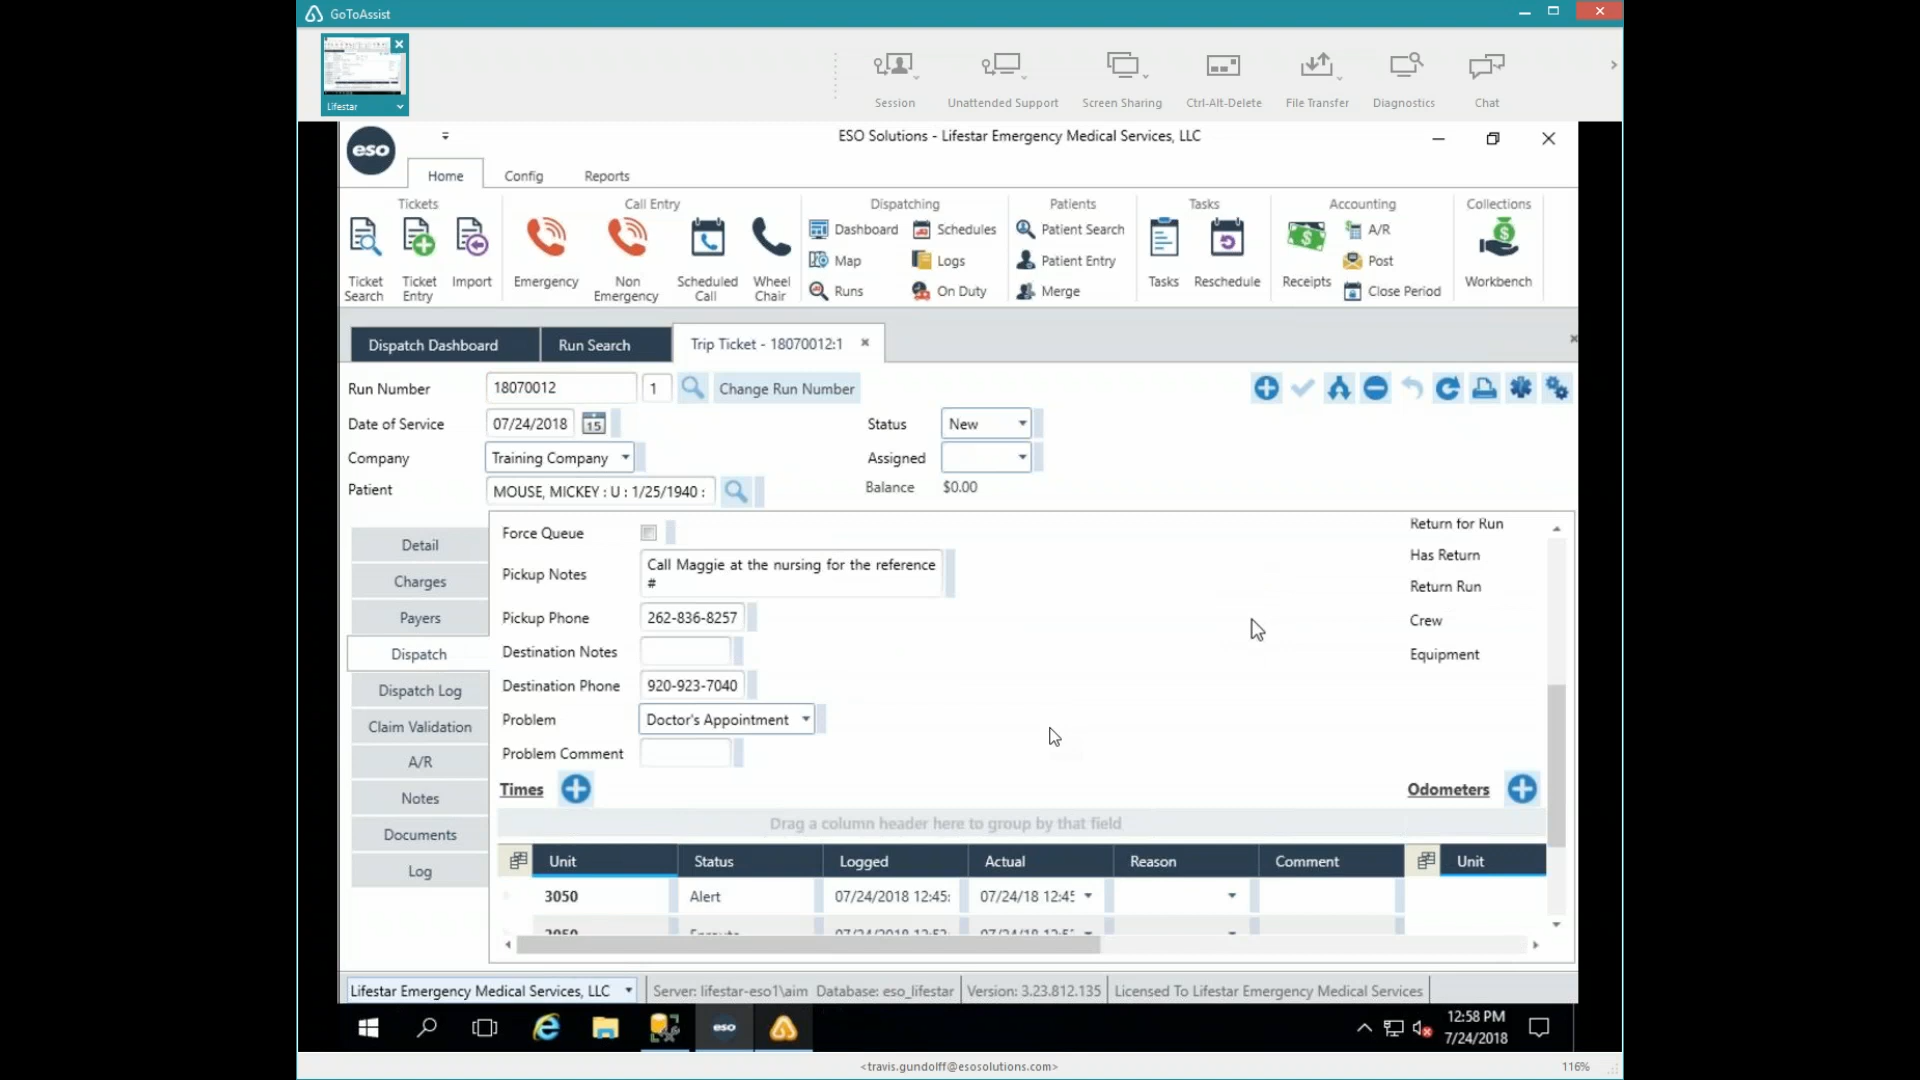 GoToAssist
Lifestar
Session
Unattended Support
Screen Sharing
Ctrl-Alt-Delete
File Transfer
Diagnostics
Chat
eso
ESO Solutions - Lifestar Emergency Medical Services, LLC
Home
Config
Reports
Tickets
Call Entry
Dispatching
Patients
Tasks
Accounting
Collections
Ticket Search
Ticket Entry
Import
Emergency
Non Emergency
Scheduled Call
Wheel Chair
Dashboard
Schedules
Map
Logs
Runs
On Duty
Patient Search
Patient Entry
Merge
Tasks
Reschedule
Receipts
A/R
Post
Close Period
Workbench
Dispatch Dashboard
Run Search
Trip Ticket - 18070012:1
Run Number
18070012
1
Change Run Number
Date of Service
07/24/2018
15
Status
New
Company
Training Company
Assigned
Patient
MOUSE, MICKEY : U : 1/25/1940 :
Balance
$0.00
Detail
Charges
Payers
Dispatch
Dispatch Log
Claim Validation
A/R
Notes
Documents
Log
Force Queue
Pickup Notes
Call Maggie at the nursing for the reference
#
Pickup Phone
262-836-8257
Destination Notes
Destination Phone
920-923-7040
Problem
Doctor's Appointment
Problem Comment
Return for Run
Has Return
Return Run
Crew
Equipment
Times
Odometers
Drag a column header here to group by that field
Unit
Status
Logged
Actual
Reason
Comment
Unit
3050
Alert
07/24/2018 12:45:
07/24/18 12:45
Lifestar Emergency Medical Services, LLC
Server: lifestar-eso1\aim
Database: eso_lifestar
Version: 3.23.812.135
Licensed To Lifestar Emergency Medical Services
eso
12:58 PM
7/24/2018
<travis.gundolff@esosolutions.com>
116%